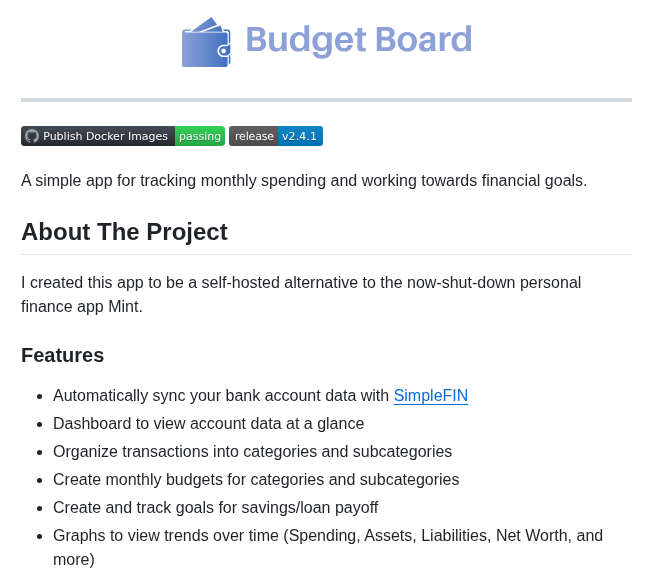 Budget Board
Publish Docker Images passing release v2.4.1
A simple app for tracking monthly spending and working towards financial goals.
About The Project
I created this app to be a self-hosted alternative to the now-shut-down personal
finance app Mint.
Features
Automatically sync your bank account data with SimpleFIN
Dashboard to view account data at a glance
Organize transactions into categories and subcategories
Create monthly budgets for categories and subcategories
Create and track goals for savings/loan payoff
Graphs to view trends over time (Spending, Assets, Liabilities, Net Worth, and
more)